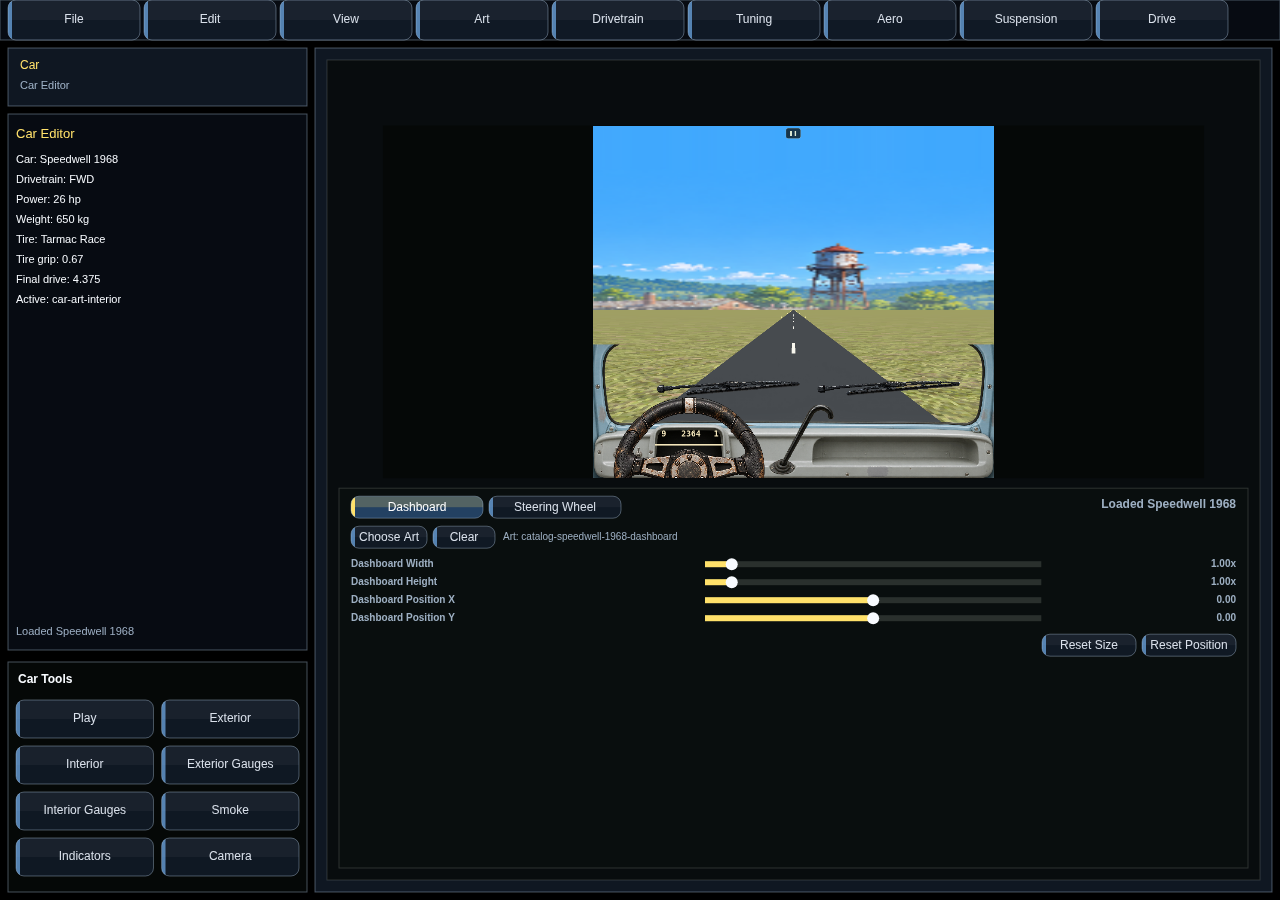 File Edit View Art Drivetrain Tuning Aero Suspension Drive
Car
Car Editor
Car Editor
Car: Speedwell 1968
Drivetrain: FWD
Power: 26 hp
Weight: 650 kg
Tire: Tarmac Race
Tire grip: 0.67
Final drive: 4.375
Active: car-art-interior
Loaded Speedwell 1968
Car Tools
Play Exterior
Interior Exterior Gauges
Interior Gauges Smoke
Indicators Camera
9 2364 1
Dashboard Steering Wheel Loaded Speedwell 1968
Choose Art Clear Art: catalog-speedwell-1968-dashboard
Dashboard Width 1.00x
Dashboard Height 1.00x
Dashboard Position X 0.00
Dashboard Position Y 0.00
Reset Size Reset Position